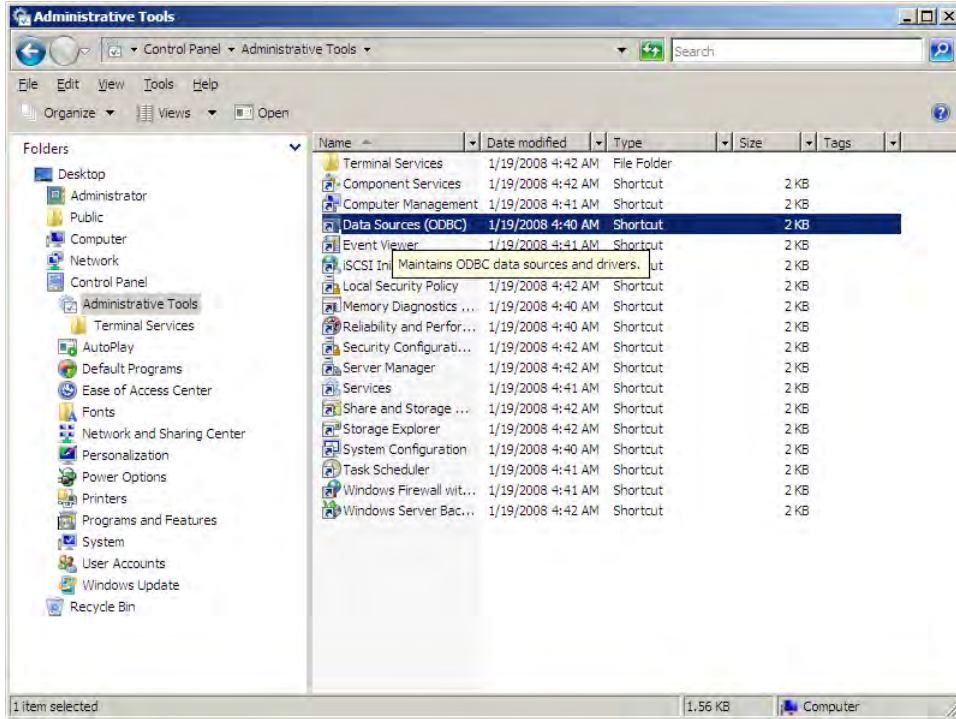 Administrative Tools
Control Panel Administrative Tools
Search
File Edit View Tools Help
Organize Views Open
Folders
Desktop
Administrator
Public
Computer
Network
Control Panel
Administrative Tools
Terminal Services
AutoPlay
Default Programs
Ease of Access Center
Fonts
Network and Sharing Center
Personalization
Power Options
Printers
Programs and Features
System
User Accounts
Windows Update
Recycle Bin
Name Date modified Type Size Tags
Terminal Services 1/19/2008 4:42 AM File Folder
Component Services 1/19/2008 4:42 AM Shortcut 2 KB
Computer Management 1/19/2008 4:41 AM Shortcut 2 KB
Data Sources (ODBC) 1/19/2008 4:40 AM Shortcut 2 KB
Event Viewer 1/19/2008 4:41 AM Shortcut 2 KB
iSCSI Ini ut 2 KB
Maintains ODBC data sources and drivers.
Local Security Policy 1/19/2008 4:42 AM Shortcut 2 KB
Memory Diagnostics ... 1/19/2008 4:40 AM Shortcut 2 KB
Reliability and Perfor... 1/19/2008 4:40 AM Shortcut 2 KB
Security Configurati... 1/19/2008 4:42 AM Shortcut 2 KB
Server Manager 1/19/2008 4:42 AM Shortcut 2 KB
Services 1/19/2008 4:41 AM Shortcut 2 KB
Share and Storage ... 1/19/2008 4:42 AM Shortcut 2 KB
Storage Explorer 1/19/2008 4:42 AM Shortcut 2 KB
System Configuration 1/19/2008 4:40 AM Shortcut 2 KB
Task Scheduler 1/19/2008 4:41 AM Shortcut 2 KB
Windows Firewall wit... 1/19/2008 4:41 AM Shortcut 2 KB
Windows Server Bac... 1/19/2008 4:42 AM Shortcut 2 KB
1 item selected 1.56 KB Computer